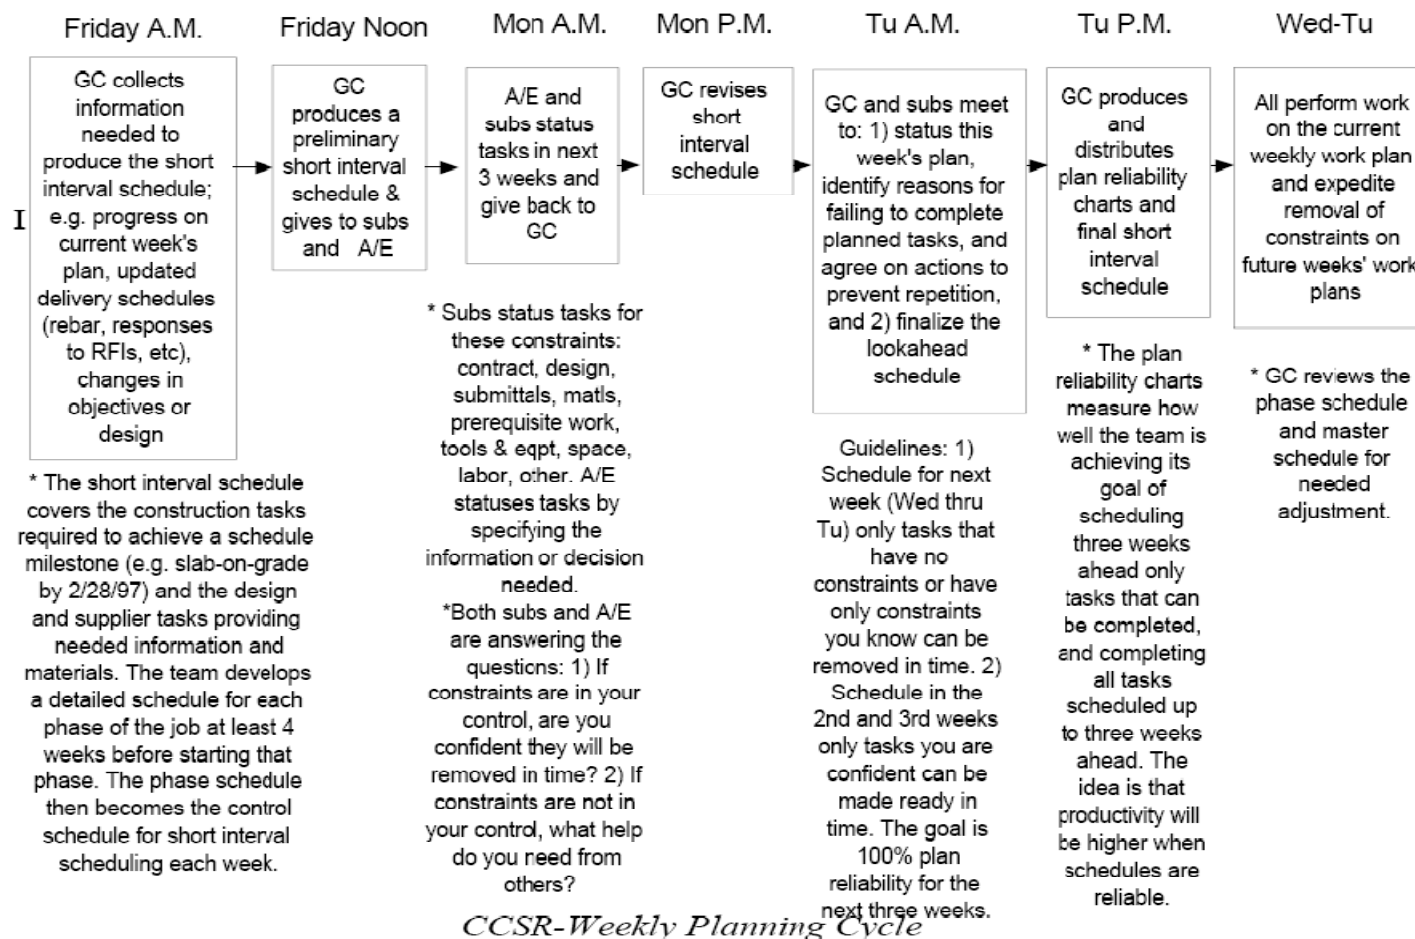 Friday A.M.
GC collects
information
needed to
produce the short
interval schedule;
e.g. progress on
current week's
plan, updated
delivery schedules
(rebar, responses
to RFIs, etc),
changes in
objectives or
design
* The short interval schedule
covers the construction tasks
required to achieve a schedule
milestone (e.g. slab-on-grade
by 2/28/97) and the design
and supplier tasks providing
needed information and
materials. The team develops
a detailed schedule for each
phase of the job at least 4
weeks before starting that
phase. The phase schedule
then becomes the control
schedule for short interval
scheduling each week.
I
Friday Noon
GC
produces a
preliminary
short interval
schedule &
gives to subs
and A/E
Mon A.M.
A/E and
subs status
tasks in next
3 weeks and
give back to
GC
* Subs status tasks for
these constraints:
contract, design,
submittals, matls,
prerequisite work,
tools & eqpt, space,
labor, other. A/E
statuses tasks by
specifying the
information or decision
needed.
*Both subs and A/E
are answering the
questions: 1) If
constraints are in your
control, are you
confident they will be
removed in time? 2) If
constraints are not in
your control, what help
do you need from
others?
Mon P.M.
GC revises
short
interval
schedule
Tu A.M.
GC and subs meet
to: 1) status this
week's plan,
identify reasons for
failing to complete
planned tasks, and
agree on actions to
prevent repetition,
and 2) finalize the
lookahead
schedule
Guidelines: 1)
Schedule for next
week (Wed thru
Tu) only tasks that
have no
constraints or have
only constraints
you know can be
removed in time. 2)
Schedule in the
2nd and 3rd weeks
only tasks you are
confident can be
made ready in
time. The goal is
100% plan
reliability for the
next three weeks.
Tu P.M.
GC produces
and
distributes
plan reliability
charts and
final short
interval
schedule
* The plan
reliability charts
measure how
well the team is
achieving its
goal of
scheduling
three weeks
ahead only
tasks that can
be completed,
and completing
all tasks
scheduled up
to three weeks
ahead. The
idea is that
productivity will
be higher when
schedules are
reliable.
Wed-Tu
All perform work
on the current
weekly work plan
and expedite
removal of
constraints on
future weeks' work
plans
* GC reviews the
phase schedule
and master
schedule for
needed
adjustment.
CCSR-Weekly Planning Cycle